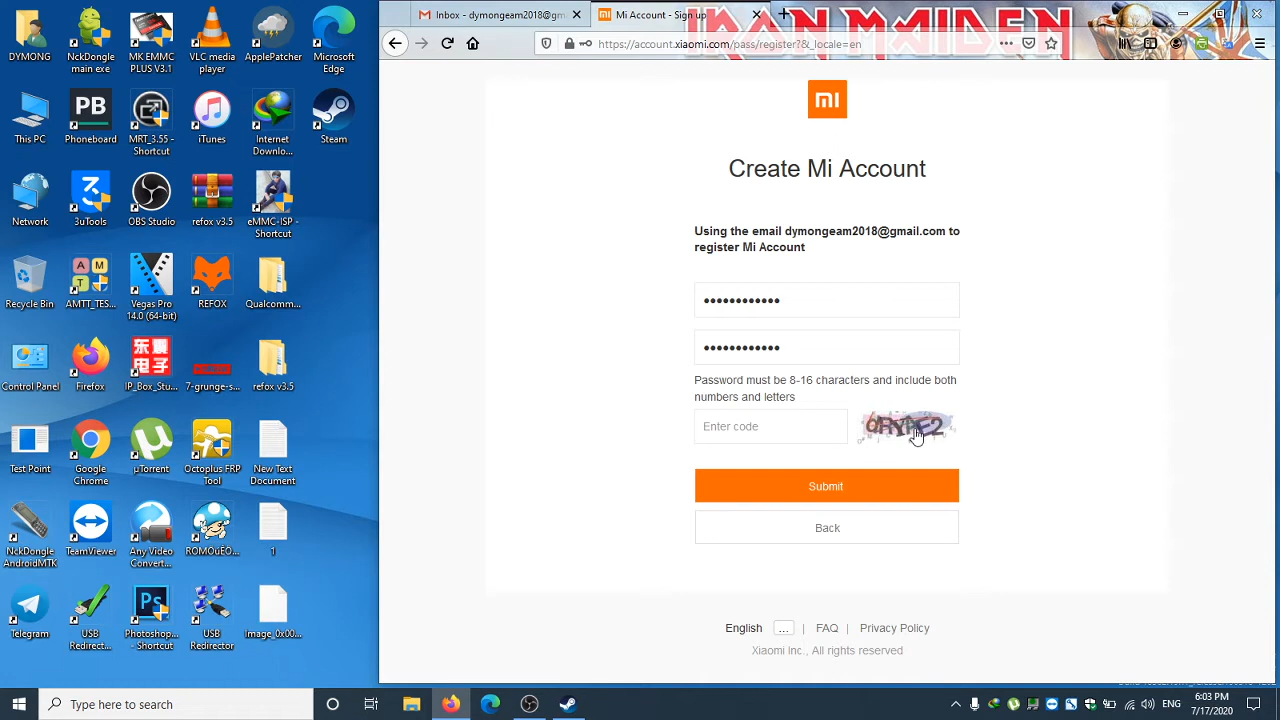 DYMONG
NckDongle main exe
MK EMMC PLUS V3.1
VLC media player
ApplePatcher
Microsoft Edge
This PC
Phoneboard
MRT_3.55 - Shortcut
iTunes
Internet Downlo...
Steam
Network
3uTools
OBS Studio
refox v3.5
eMMC-ISP - Shortcut
Recycle Bin
AMTT_TES...
Vegas Pro 14.0 (64-bit)
REFOX
Qualcomm...
Control Panel
Firefox
IP_Box_Stu...
7-grunge-s...
refox v3.5
Test Point
Google Chrome
µTorrent
Octoplus FRP Tool
New Text Document
NckDongle AndroidMTK
TeamViewer
Any Video Convert...
ROMOuEO...
1
Telegram
USB Redirect...
Photoshop... - Shortcut
USB Redirector
image_0x00...
IRON MAIDEN
Inbox - dymongeam2018@gm
Mi Account - Sign up
https://account.xiaomi.com/pass/register?&_locale=en
mi
Create Mi Account
Using the email dymongeam2018@gmail.com to
register Mi Account
Password must be 8-16 characters and include both
numbers and letters
Enter code
Submit
Back
English ... | FAQ | Privacy Policy
Xiaomi Inc., All rights reserved
Type here to search
ENG
6:03 PM
7/17/2020